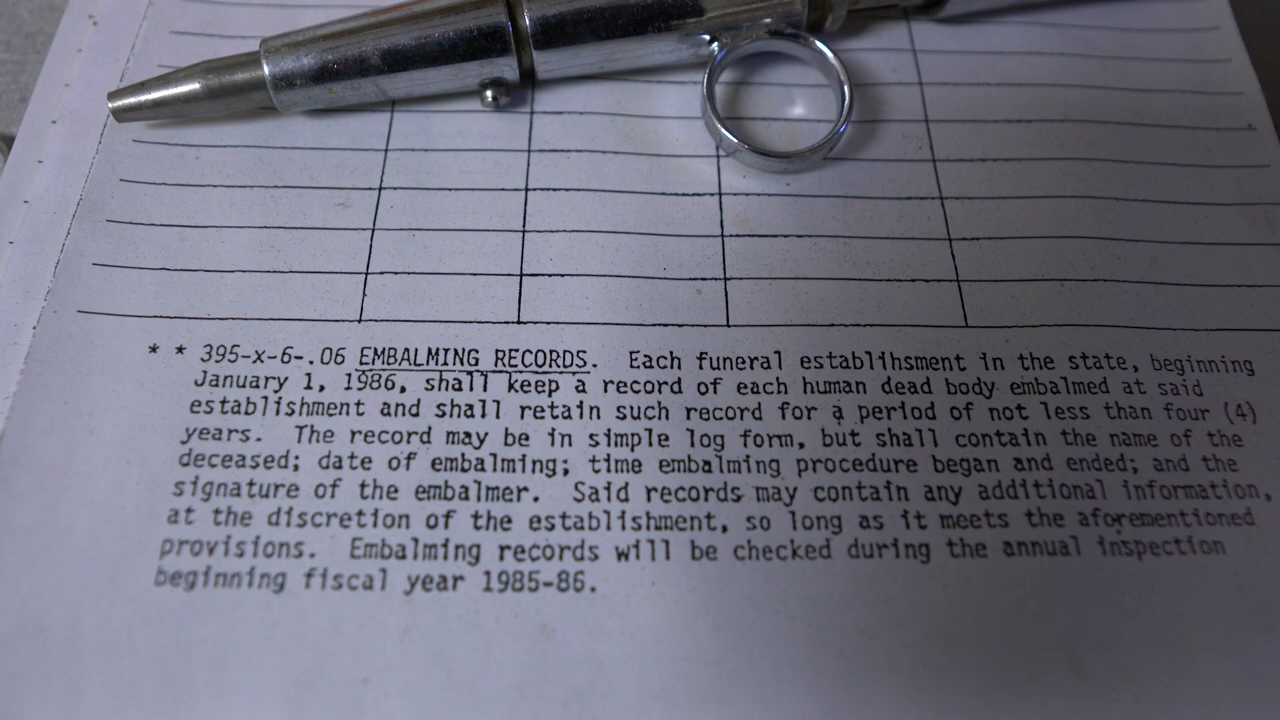 * * 395-x-6-.06 EMBALMING RECORDS. Each funeral establihsment in the state, beginning
January 1, 1986, shall keep a record of each human dead body embalmed at said
establishment and shall retain such record for a period of not less than four (4)
years. The record may be in simple log form, but shall contain the name of the
deceased; date of embalming; time embalming procedure began and ended; and the
signature of the embalmer. Said records may contain any additional information,
at the discretion of the establishment, so long as it meets the aforementioned
provisions. Embalming records will be checked during the annual inspection
beginning fiscal year 1985-86.